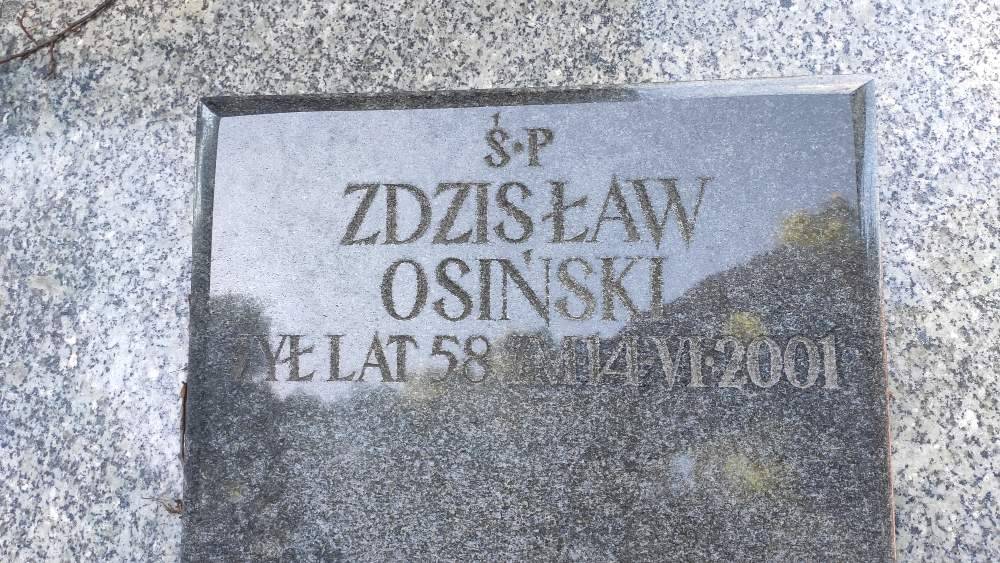 Ś·P
ZDZISŁAW
OSIŃSKI
ŻYŁ LAT 58 ZM 14·VI·2001